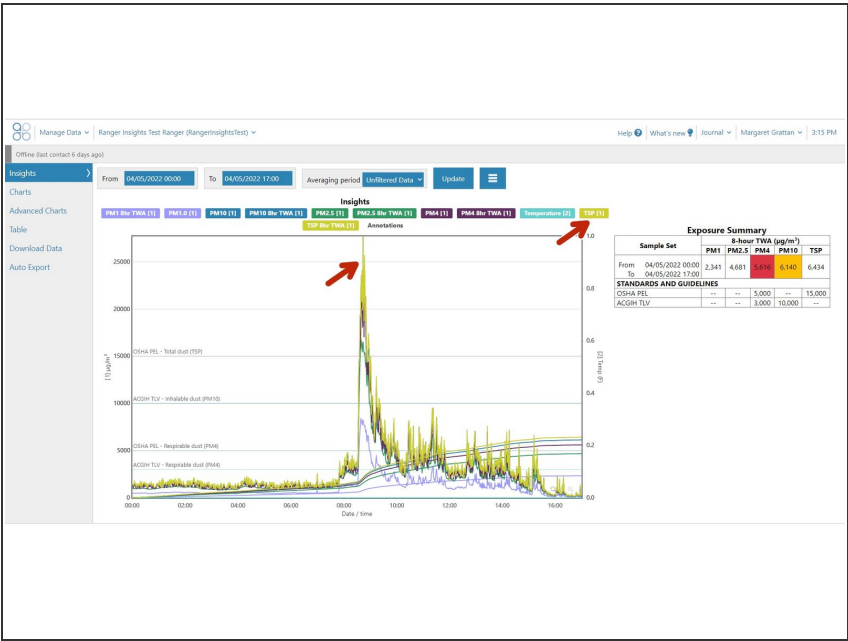 Manage Data Ranger Insights Test Ranger (RangerInsightsTest) Help What's new Journal Margaret Grattan 3:15 PM
Offline (last contact 6 days ago)
Insights
Charts
Advanced Charts
Table
Download Data
Auto Export
From 04/05/2022 00:00 To 04/05/2022 17:00 Averaging period Unfiltered Data Update
Insights
PM1 8hr TWA [1] PM1.0 [1] PM10 [1] PM10 8hr TWA [1] PM2.5 [1] PM2.5 8hr TWA [1] PM4 [1] PM4 8hr TWA [1] Temperature [2] TSP [1]
TSP 8hr TWA [1] Annotations
[1] µg/m³
25000
20000
15000
10000
5000
0
OSHA PEL - Total dust (TSP)
ACGIH TLV - Inhalable dust (PM10)
OSHA PEL - Respirable dust (PM4)
ACGIH TLV - Respirable dust (PM4)
1.0
0.8
0.6
0.4
0.2
0.0
[2] Temp (F)
00:00 02:00 04:00 06:00 08:00 10:00 12:00 14:00 16:00
Date / time
Exposure Summary
Sample Set 8-hour TWA (µg/m³)
PM1 PM2.5 PM4 PM10 TSP
From 04/05/2022 00:00
To 04/05/2022 17:00
2,341 4,681 5,616 6,140 6,434
STANDARDS AND GUIDELINES
OSHA PEL -- -- 5,000 -- 15,000
ACGIH TLV -- -- 3,000 10,000 --